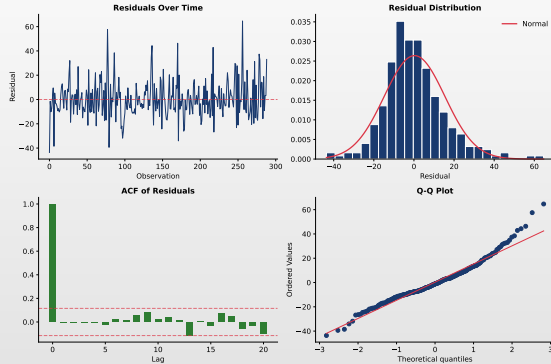 Residuals Over Time
Residual
60
40
20
0
−20
−40
0 50 100 150 200 250 300
Observation
Residual Distribution
0.035
0.030
0.025
0.020
0.015
0.010
0.005
0.000
−40 −20 0 20 40 60
Residual
Normal
ACF of Residuals
1.0
0.8
0.6
0.4
0.2
0.0
0 5 10 15 20
Lag
Q-Q Plot
Ordered Values
60
40
20
0
−20
−40
−3 −2 −1 0 1 2 3
Theoretical quantiles